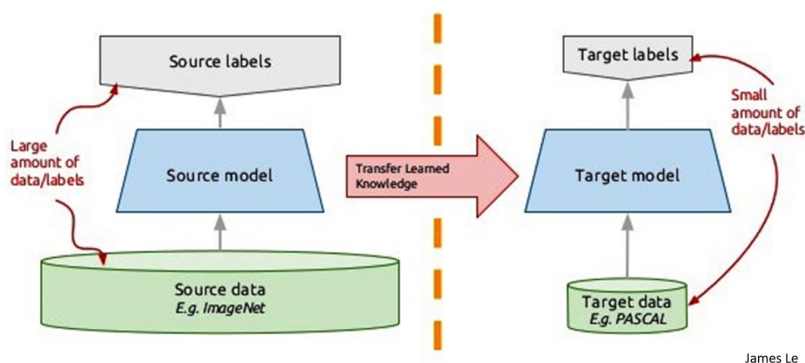 Source labels
Large
amount of
data/labels
Source model
Source data
E.g. ImageNet
Transfer Learned
Knowledge
Target labels
Small
amount of
data/labels
Target model
Target data
E.g. PASCAL
James Le